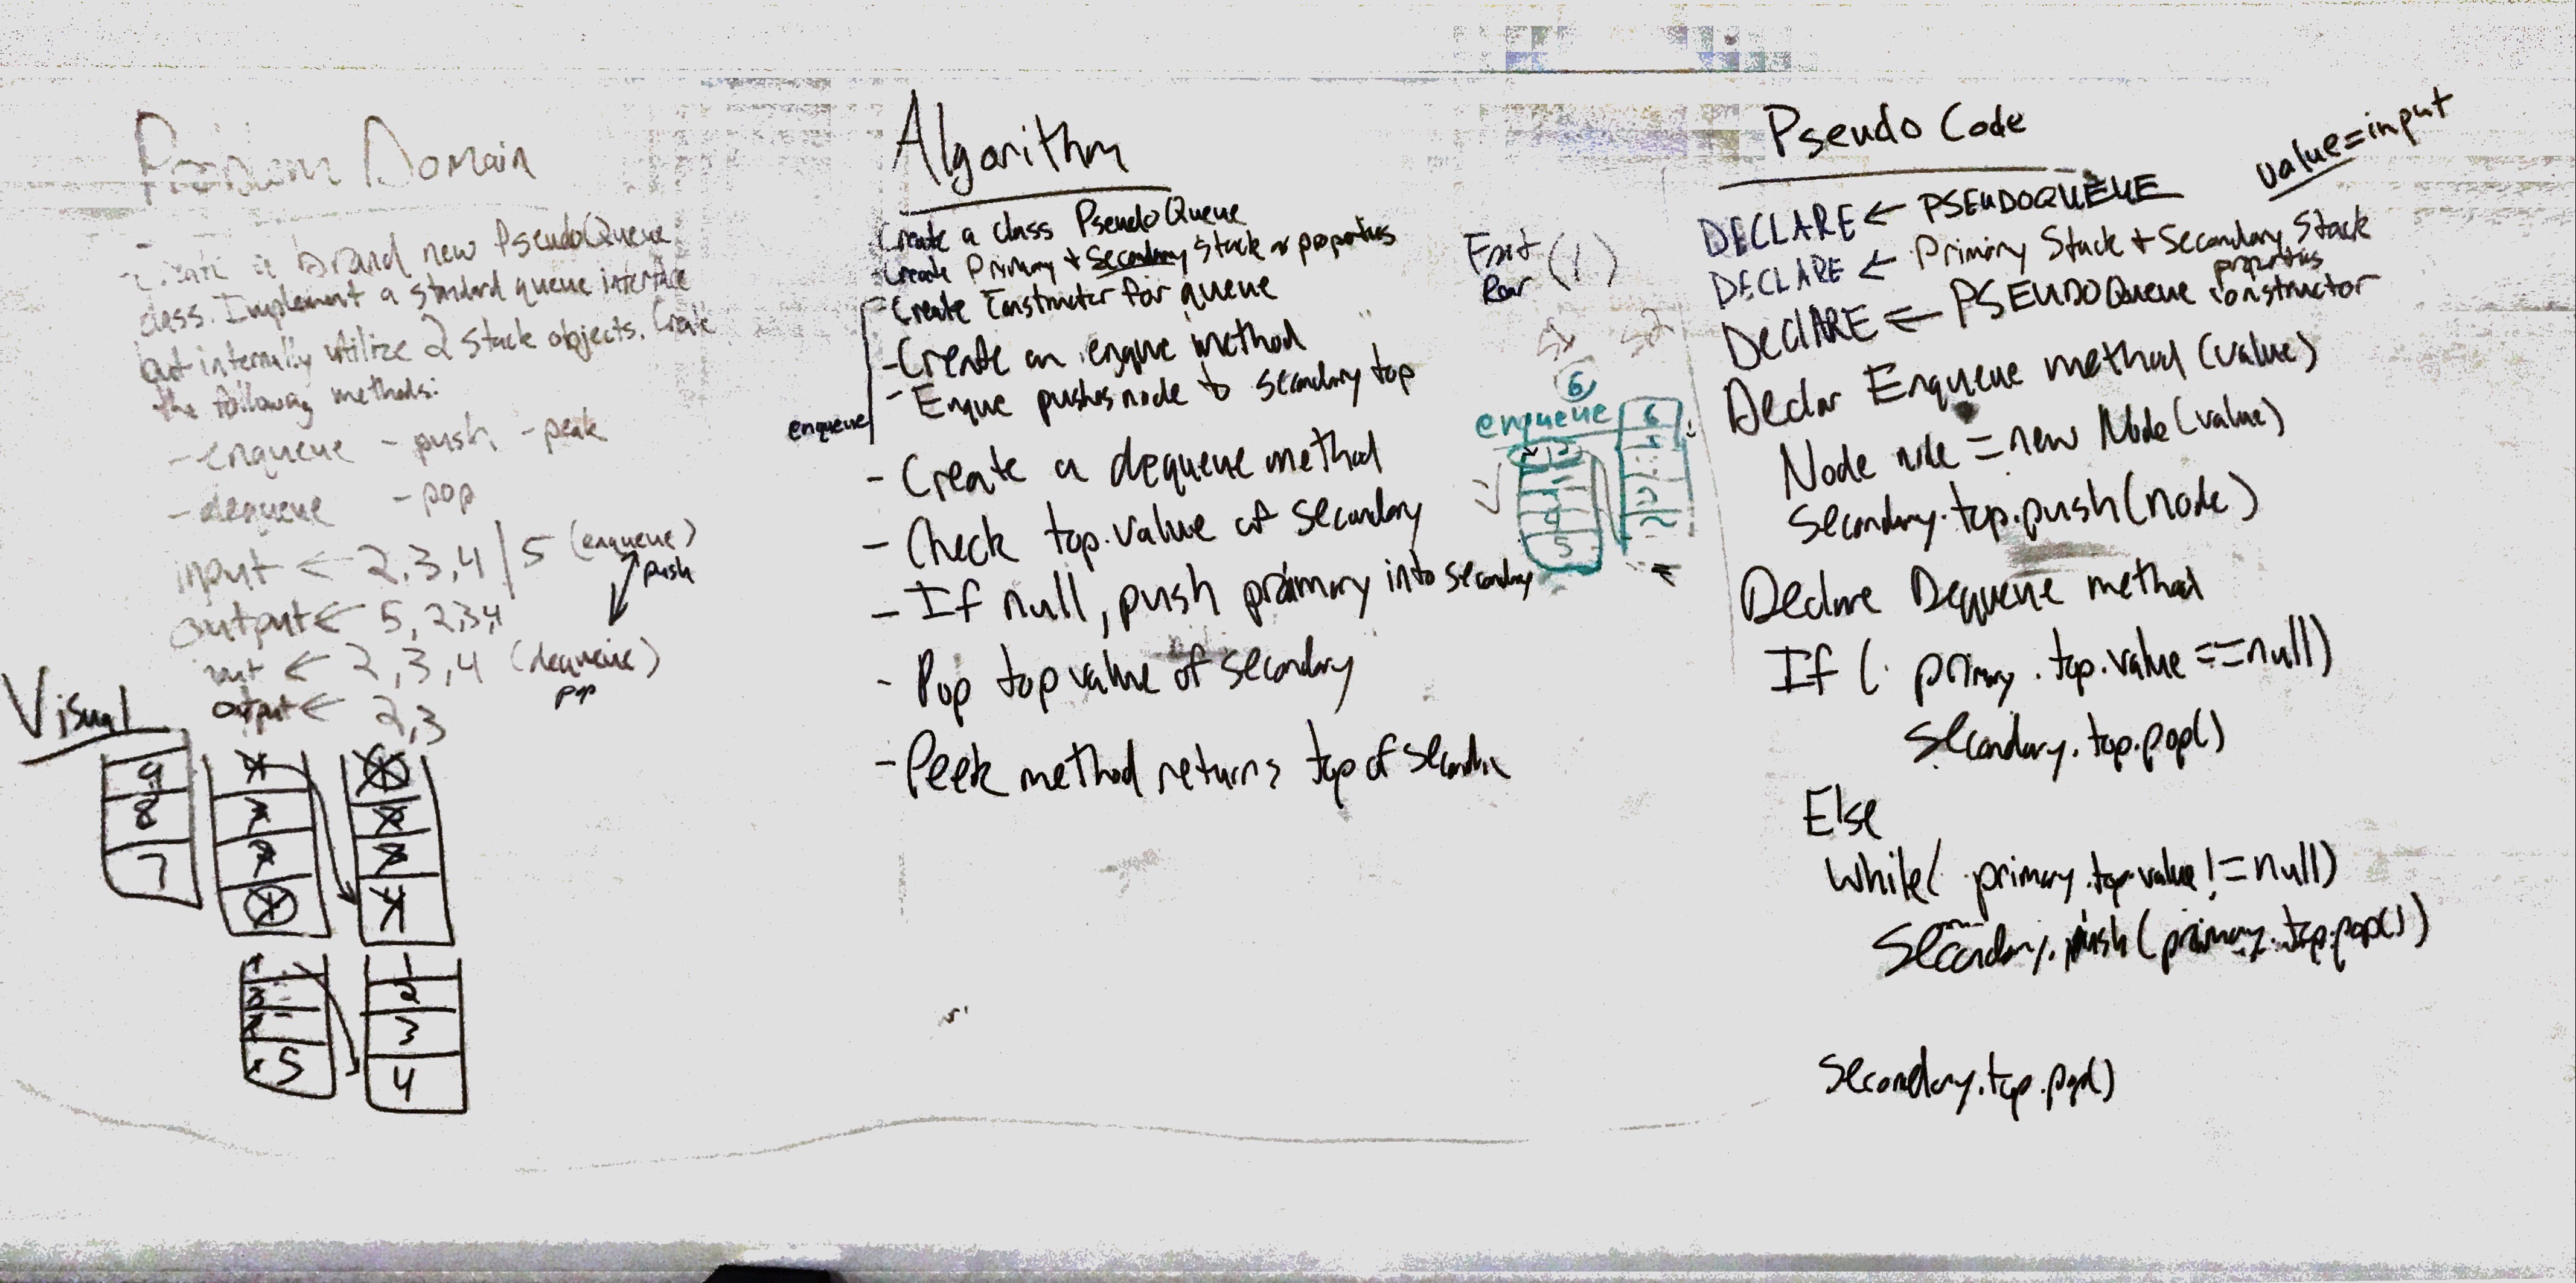 Problem Domain
- Create a brand new PseudoQueue
class. Implement a standard queue interface
but internally utilize 2 stack objects. Create
the following methods:
- enqueue - push - peak
- dequeue - pop
input ← 2,3,4 | 5 (enqueue)
push
output ← 5, 2,3,4
← 2,3,4 (dequeue)
pop
output ← 2,3
Visual
9
8
7
5
1
2
3
4
Algorithm
- Create a class PseudoQueue
- Create Primary + Secondary Stack properties
- Create Constructor for queue
- Create an enqueue method
- Enque pushes node to secondary top
enqueue
- Create a dequeue method
- Check top.value of secondary
- If null, push primary into secondary
- Pop top value of secondary
- Peek method returns top of
Front
Rear
6
enqueue
6
4
5
Pseudo Code
value=input
DECLARE ← PSEUDOQUEUE
DECLARE ← Primary Stack + Secondary Stack
properties
DECLARE ← PSEUDOQueue constructor
Declar Enqueue method (value)
Node node = new Node(value)
Secondary.top.push(node)
Declare Dequeue method
If ( primary.top.value ==null)
Secondary.top.pop()
Else
While( primary.top.value != null)
Secondary.push(primary.top.pop())
Secondary.top.pop()